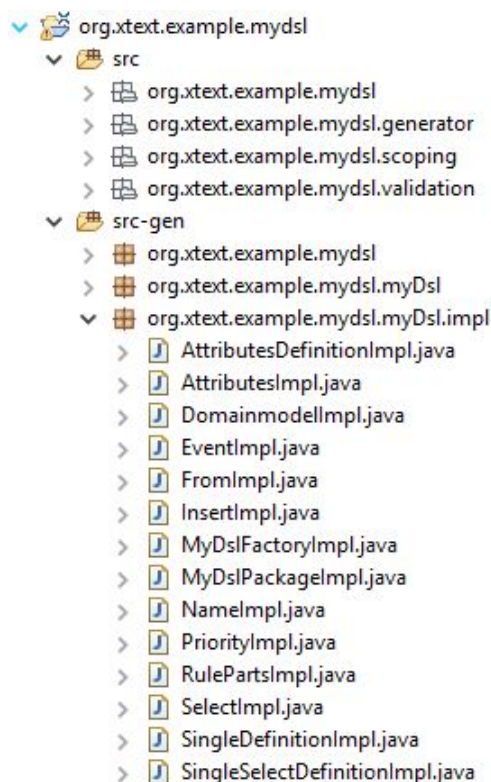 org.xtext.example.mydsl
src
org.xtext.example.mydsl
org.xtext.example.mydsl.generator
org.xtext.example.mydsl.scoping
org.xtext.example.mydsl.validation
src-gen
org.xtext.example.mydsl
org.xtext.example.mydsl.myDsl
org.xtext.example.mydsl.myDsl.impl
AttributesDefinitionImpl.java
AttributesImpl.java
DomainmodelImpl.java
EventImpl.java
FromImpl.java
InsertImpl.java
MyDslFactoryImpl.java
MyDslPackageImpl.java
NameImpl.java
PriorityImpl.java
RulePartsImpl.java
SelectImpl.java
SingleDefinitionImpl.java
SingleSelectDefinitionImpl.java